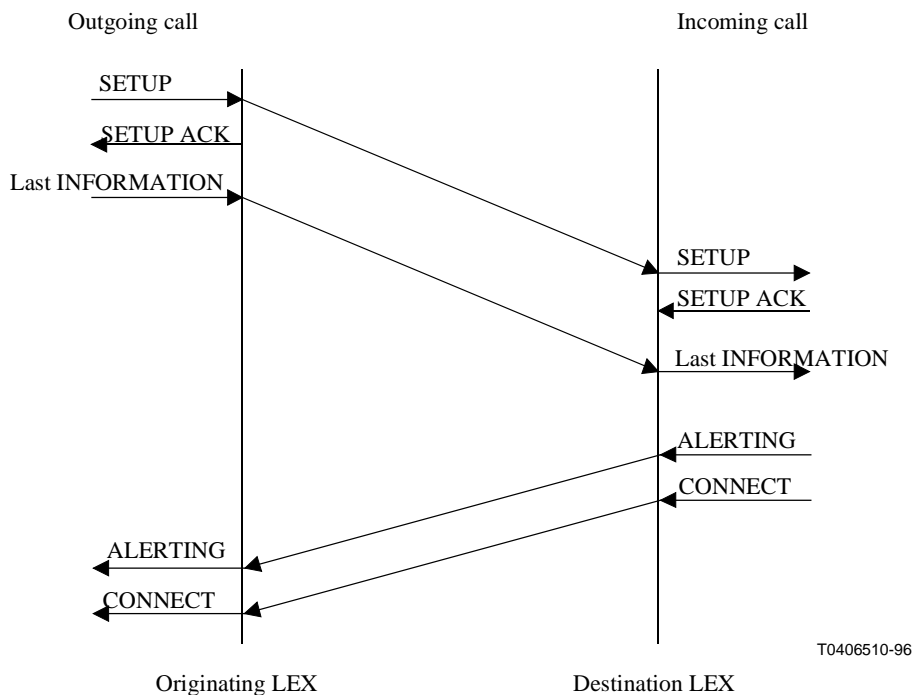 Outgoing call
Incoming call
SETUP
SETUP ACK
Last INFORMATION
SETUP
SETUP ACK
Last INFORMATION
ALERTING
CONNECT
ALERTING
CONNECT
T0406510-96
Originating LEX
Destination LEX